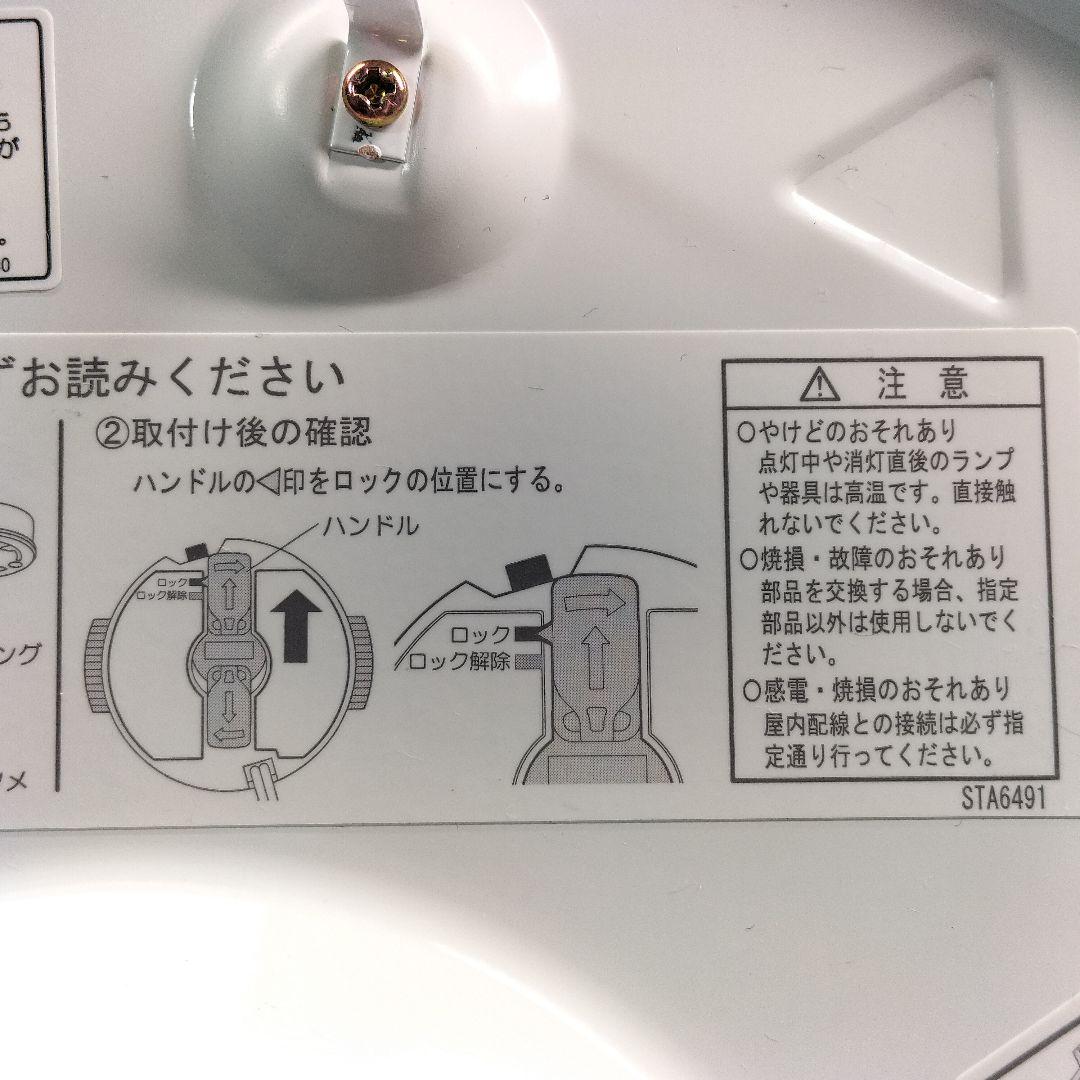 ら
が
。
0
ずお読みください
②取付け後の確認
ハンドルの◁印をロックの位置にする。
ハンドル
ロック
ロック解除
ロック
ロック解除
ング
ツメ
⚠ 注意
○やけどのおそれあり
点灯中や消灯直後のランプ
や器具は高温です。直接触
れないでください。
○焼損・故障のおそれあり
部品を交換する場合、指定
部品以外は使用しないでく
ださい。
○感電・焼損のおそれあり
屋内配線との接続は必ず指
定通り行ってください。
STA6491